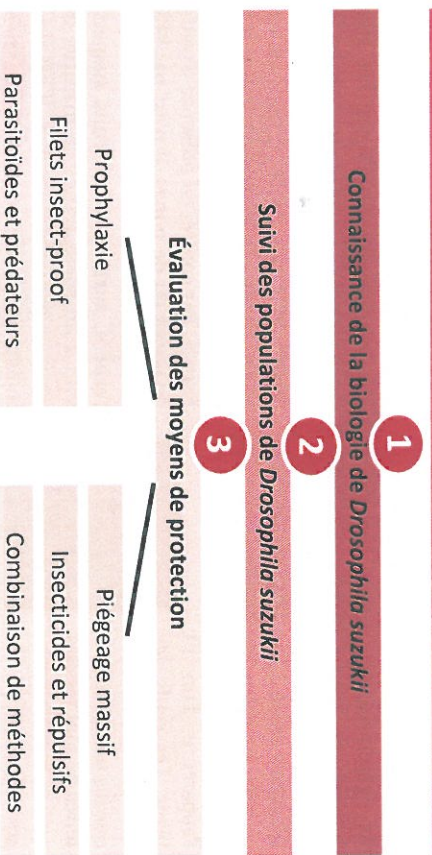 1
Connaissance de la biologie de Drosophila suzukii
2
Suivi des populations de Drosophila suzukii
3
Évaluation des moyens de protection
Prophylaxie
Filets insect-proof
Parasitoïdes et prédateurs
Piégeage massif
Insecticides et répulsifs
Combinaison de méthodes